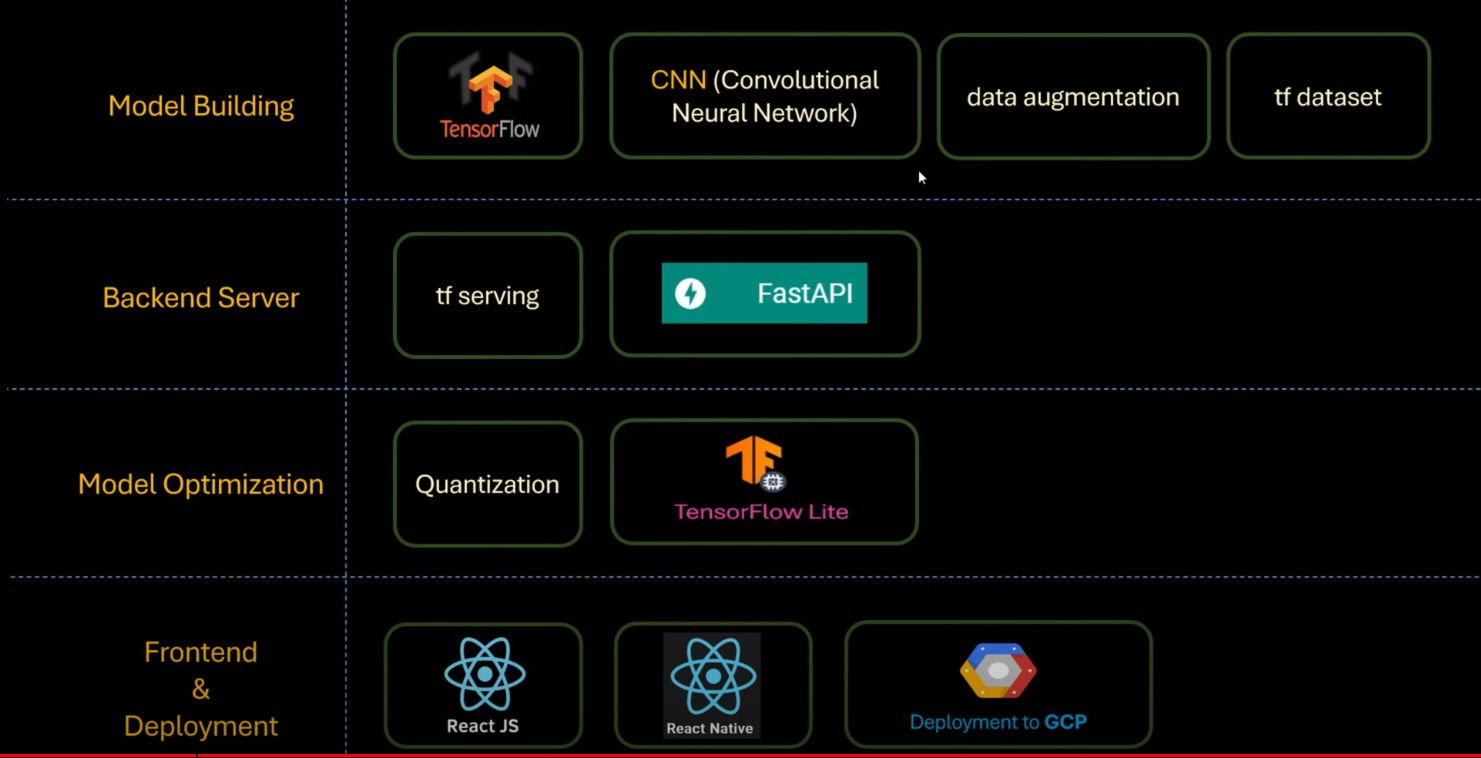 Model Building
TensorFlow
CNN (Convolutional
Neural Network)
data augmentation
tf dataset
Backend Server
tf serving
FastAPI
Model Optimization
Quantization
TensorFlow Lite
Frontend
&
Deployment
React JS
React Native
Deployment to GCP